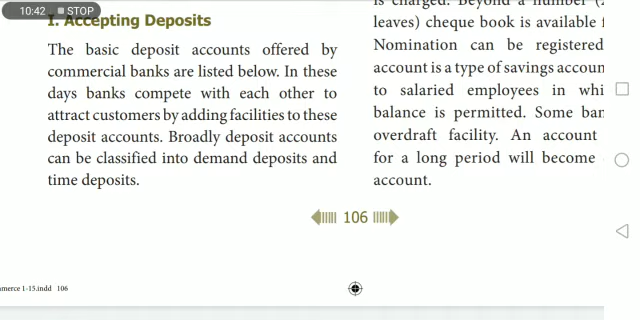 10:42 STOP
I. Accepting Deposits
The basic deposit accounts offered by
commercial banks are listed below. In these
days banks compete with each other to
attract customers by adding facilities to these
deposit accounts. Broadly deposit accounts
can be classified into demand deposits and
time deposits.
is charged. Beyond a number
leaves) cheque book is available
Nomination can be registered
account is a type of savings accoun
to salaried employees in whi
balance is permitted. Some ban
overdraft facility. An account
for a long period will become
account.
106
merce 1-15.indd 106